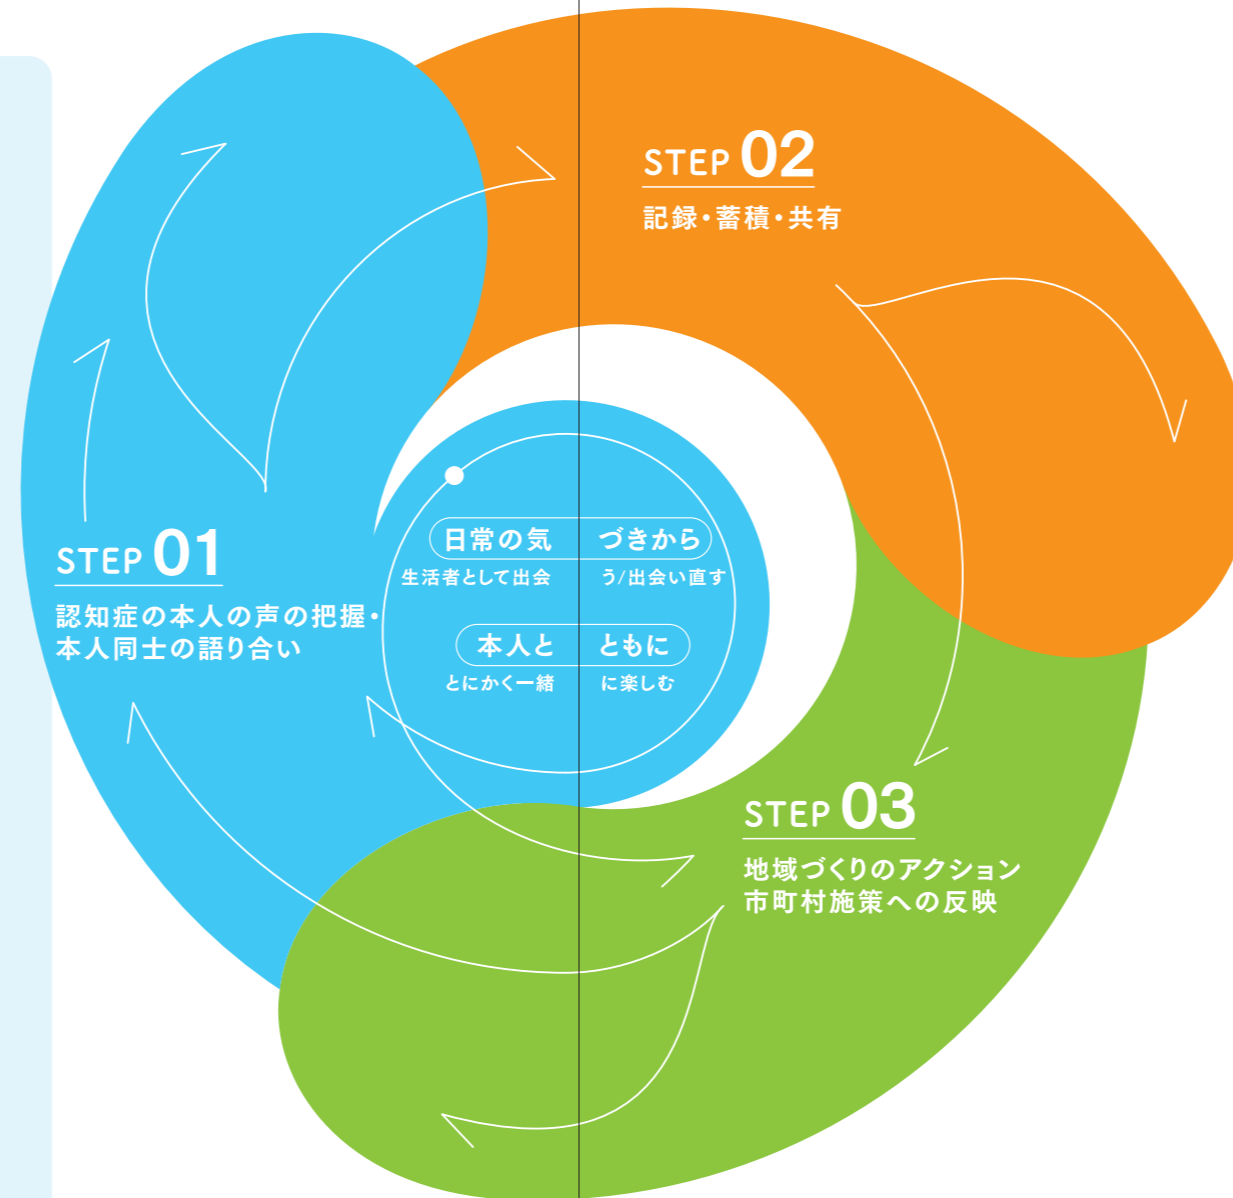 STEP 01
認知症の本人の声の把握・
本人同士の語り合い
STEP 02
記録・蓄積・共有
日常の気づきから
生活者として出会う/出会い直す
本人とともに
とにかく一緒に楽しむ
STEP 03
地域づくりのアクション
市町村施策への反映